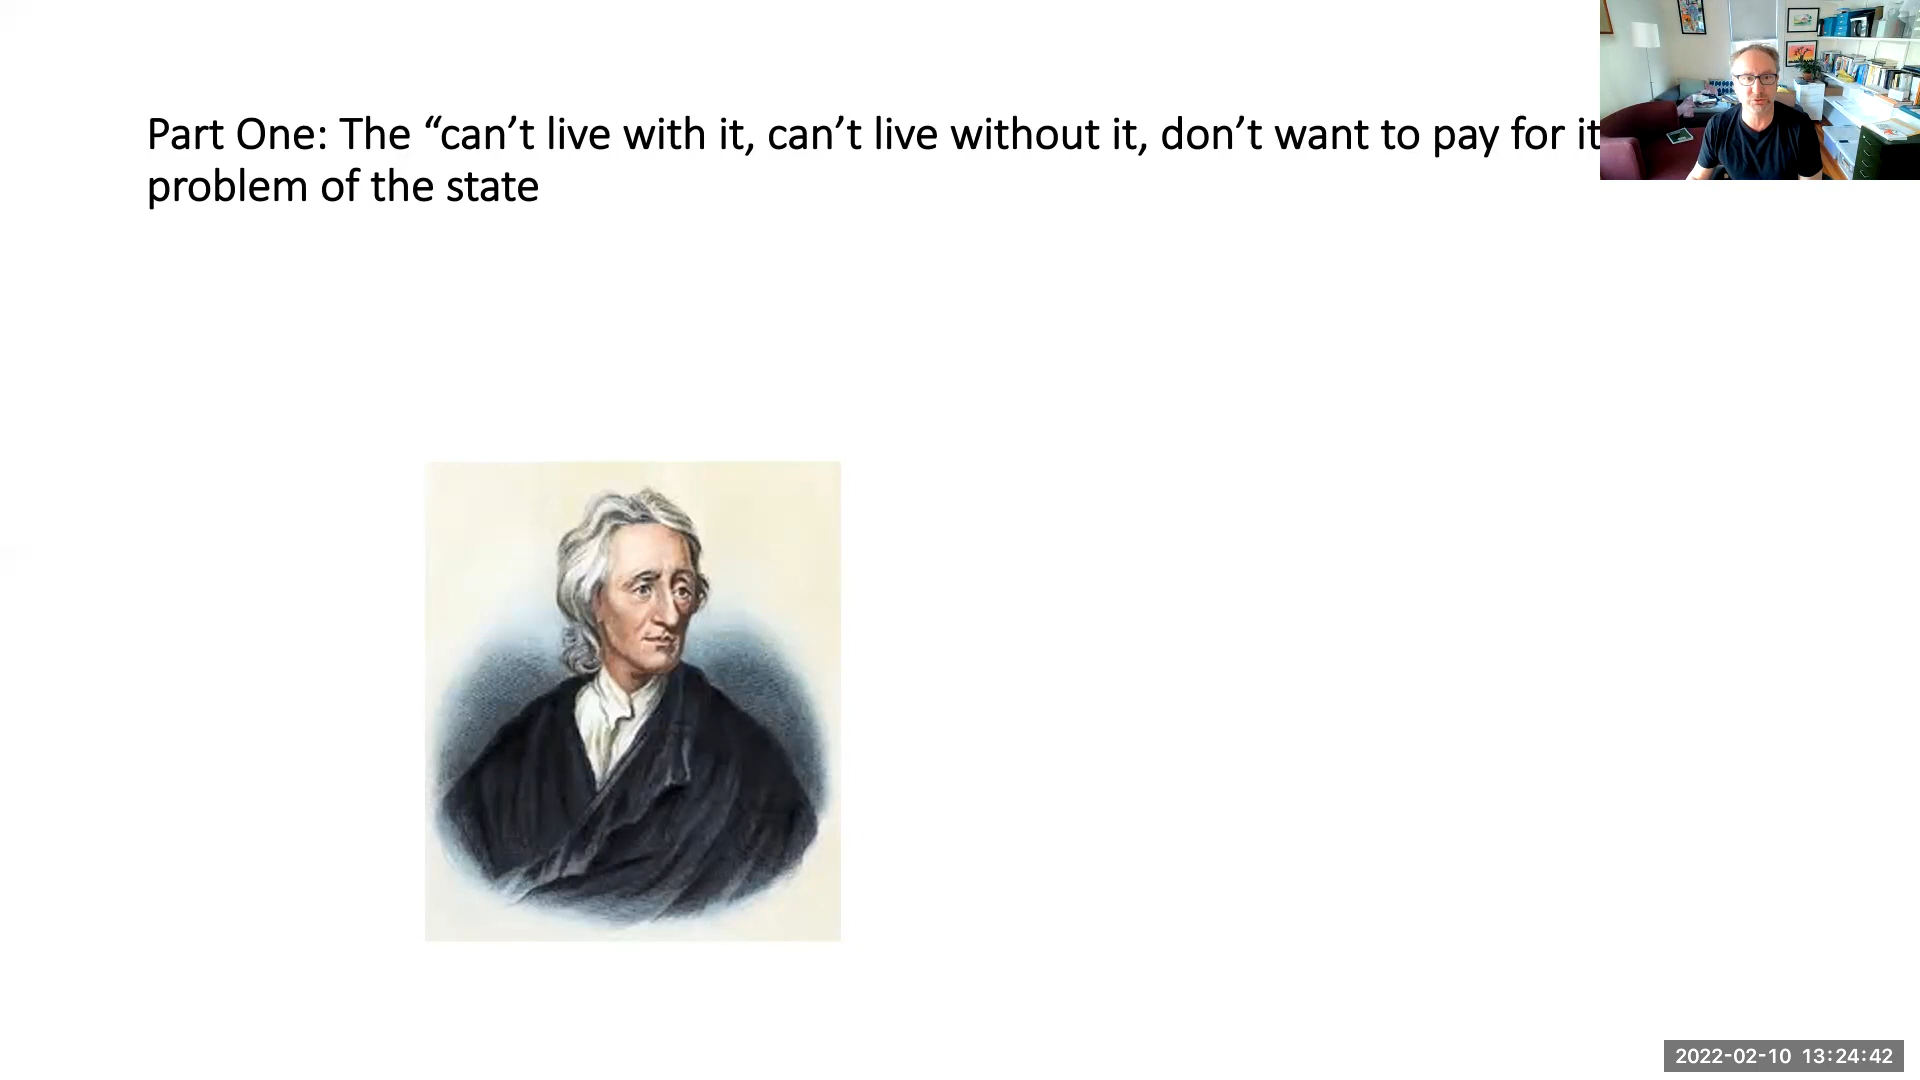 Part One: The “can’t live with it, can’t live without it, don’t want to pay for it
problem of the state
2022-02-10 13:24:42